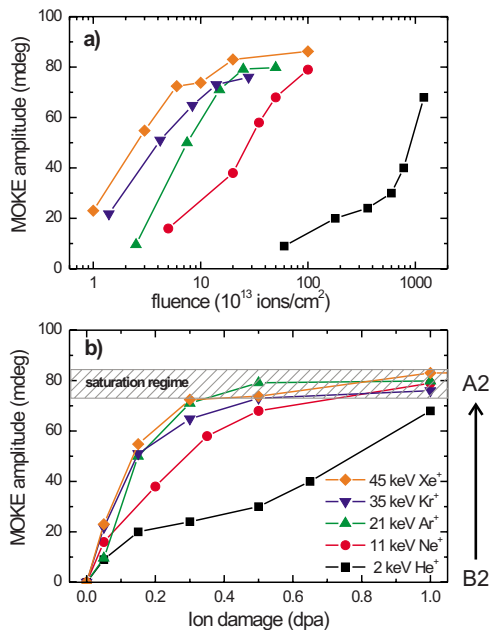 a)
MOKE amplitude (mdeg)
100
80
60
40
20
0
1 10 100 1000
fluence (10¹³ ions/cm²)
b)
MOKE amplitude (mdeg)
100
80
60
40
20
0
saturation regime
A2
45 keV Xe⁺
35 keV Kr⁺
21 keV Ar⁺
11 keV Ne⁺
2 keV He⁺
B2
0.0 0.2 0.4 0.6 0.8 1.0
Ion damage (dpa)